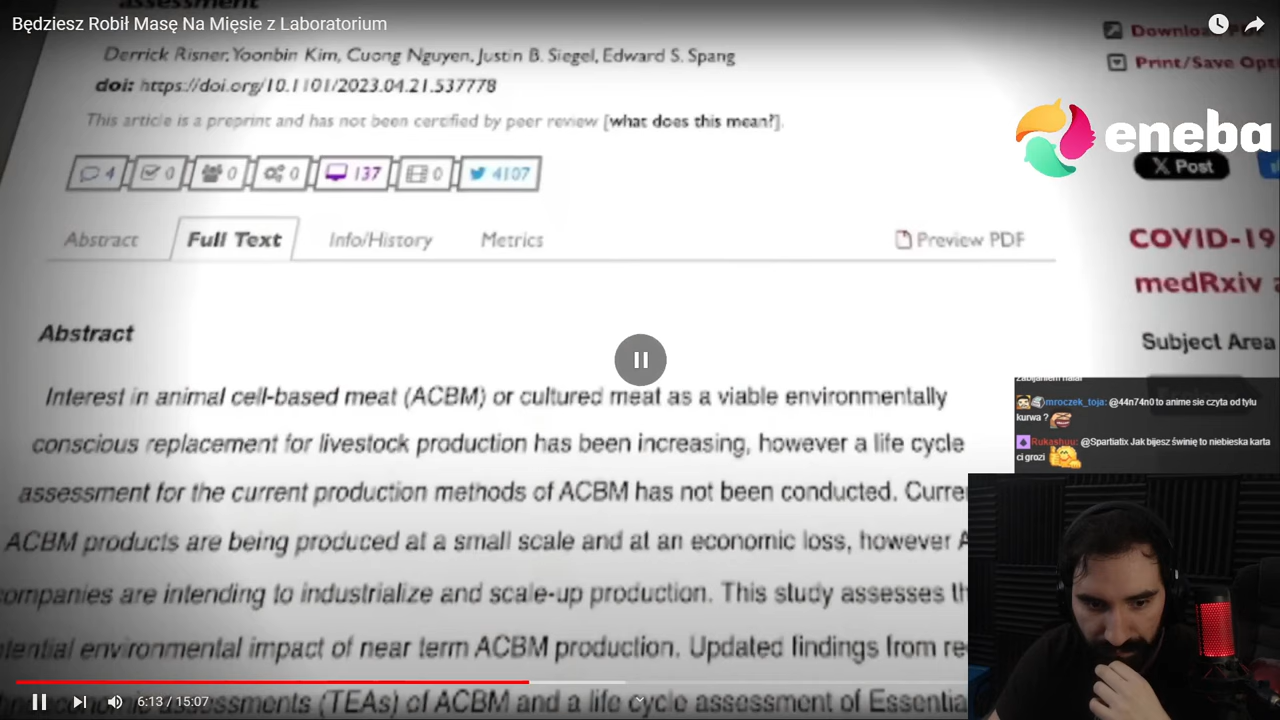 Będziesz Robił Masę Na Mięsie z Laboratorium
assessment
Derrick Risner, Yoonbin Kim, Cuong Nguyen, Justin B. Siegel, Edward S. Spang
doi: https://doi.org/10.1101/2023.04.21.537778
This article is a preprint and has not been certified by peer review [what does this mean?].
4 0 0 0 137 0 4107
Abstract Full Text Info/History Metrics Preview PDF
Print/Save
eneba
X Post
COVID-19
medRxiv
Subject Area
Abstract
Interest in animal cell-based meat (ACBM) or cultured meat as a viable environmentally
conscious replacement for livestock production has been increasing, however a life cycle
assessment for the current production methods of ACBM has not been conducted.
ACBM products are being produced at a small scale and at an economic loss, however
companies are intending to industrialize and scale-up production. This study assesses
environmental impact of near term ACBM production. Updated findings from
(TEAs) of ACBM and a life cycle assessment of
mroczek_toja: @44n74n0 to anime sie czyta od tylu
kurwa ?
Rukashuu: @Spartiatix Jak bijesz świnię to niebieska karta
ci grozi
6:13 / 15:07